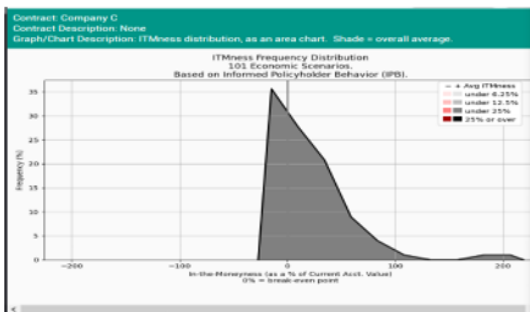 Contract: Company C
Contract Description: None
Graph/Chart Description: ITMness distribution, as an area chart. Shade = overall average.
ITMness Frequency Distribution
101 Economic Scenarios.
Based on Informed Policyholder Behavior (IPB).
− + Avg ITMness
under 6.25%
under 12.5%
under 25%
25% or over
Frequency (%)
35
30
25
20
15
10
5
0
−200
−100
0
100
200
In-the-Moneyness (as a % of Current Acct. Value)
0% = break-even point